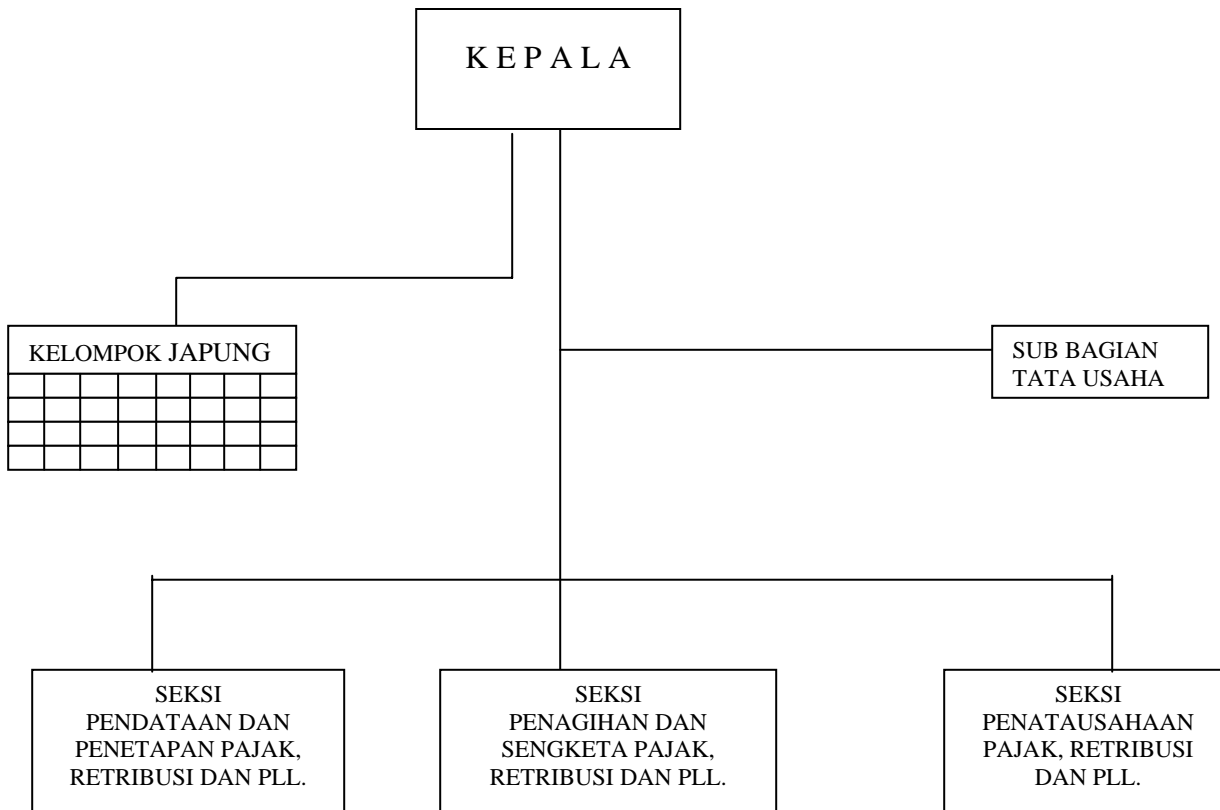 K E P A L A
KELOMPOK JAPUNG
SUB BAGIAN
TATA USAHA
SEKSI
PENDATAAN DAN
PENETAPAN PAJAK,
RETRIBUSI DAN PLL.
SEKSI
PENAGIHAN DAN
SENGKETA PAJAK,
RETRIBUSI DAN PLL.
SEKSI
PENATAUSAHAAN
PAJAK, RETRIBUSI
DAN PLL.